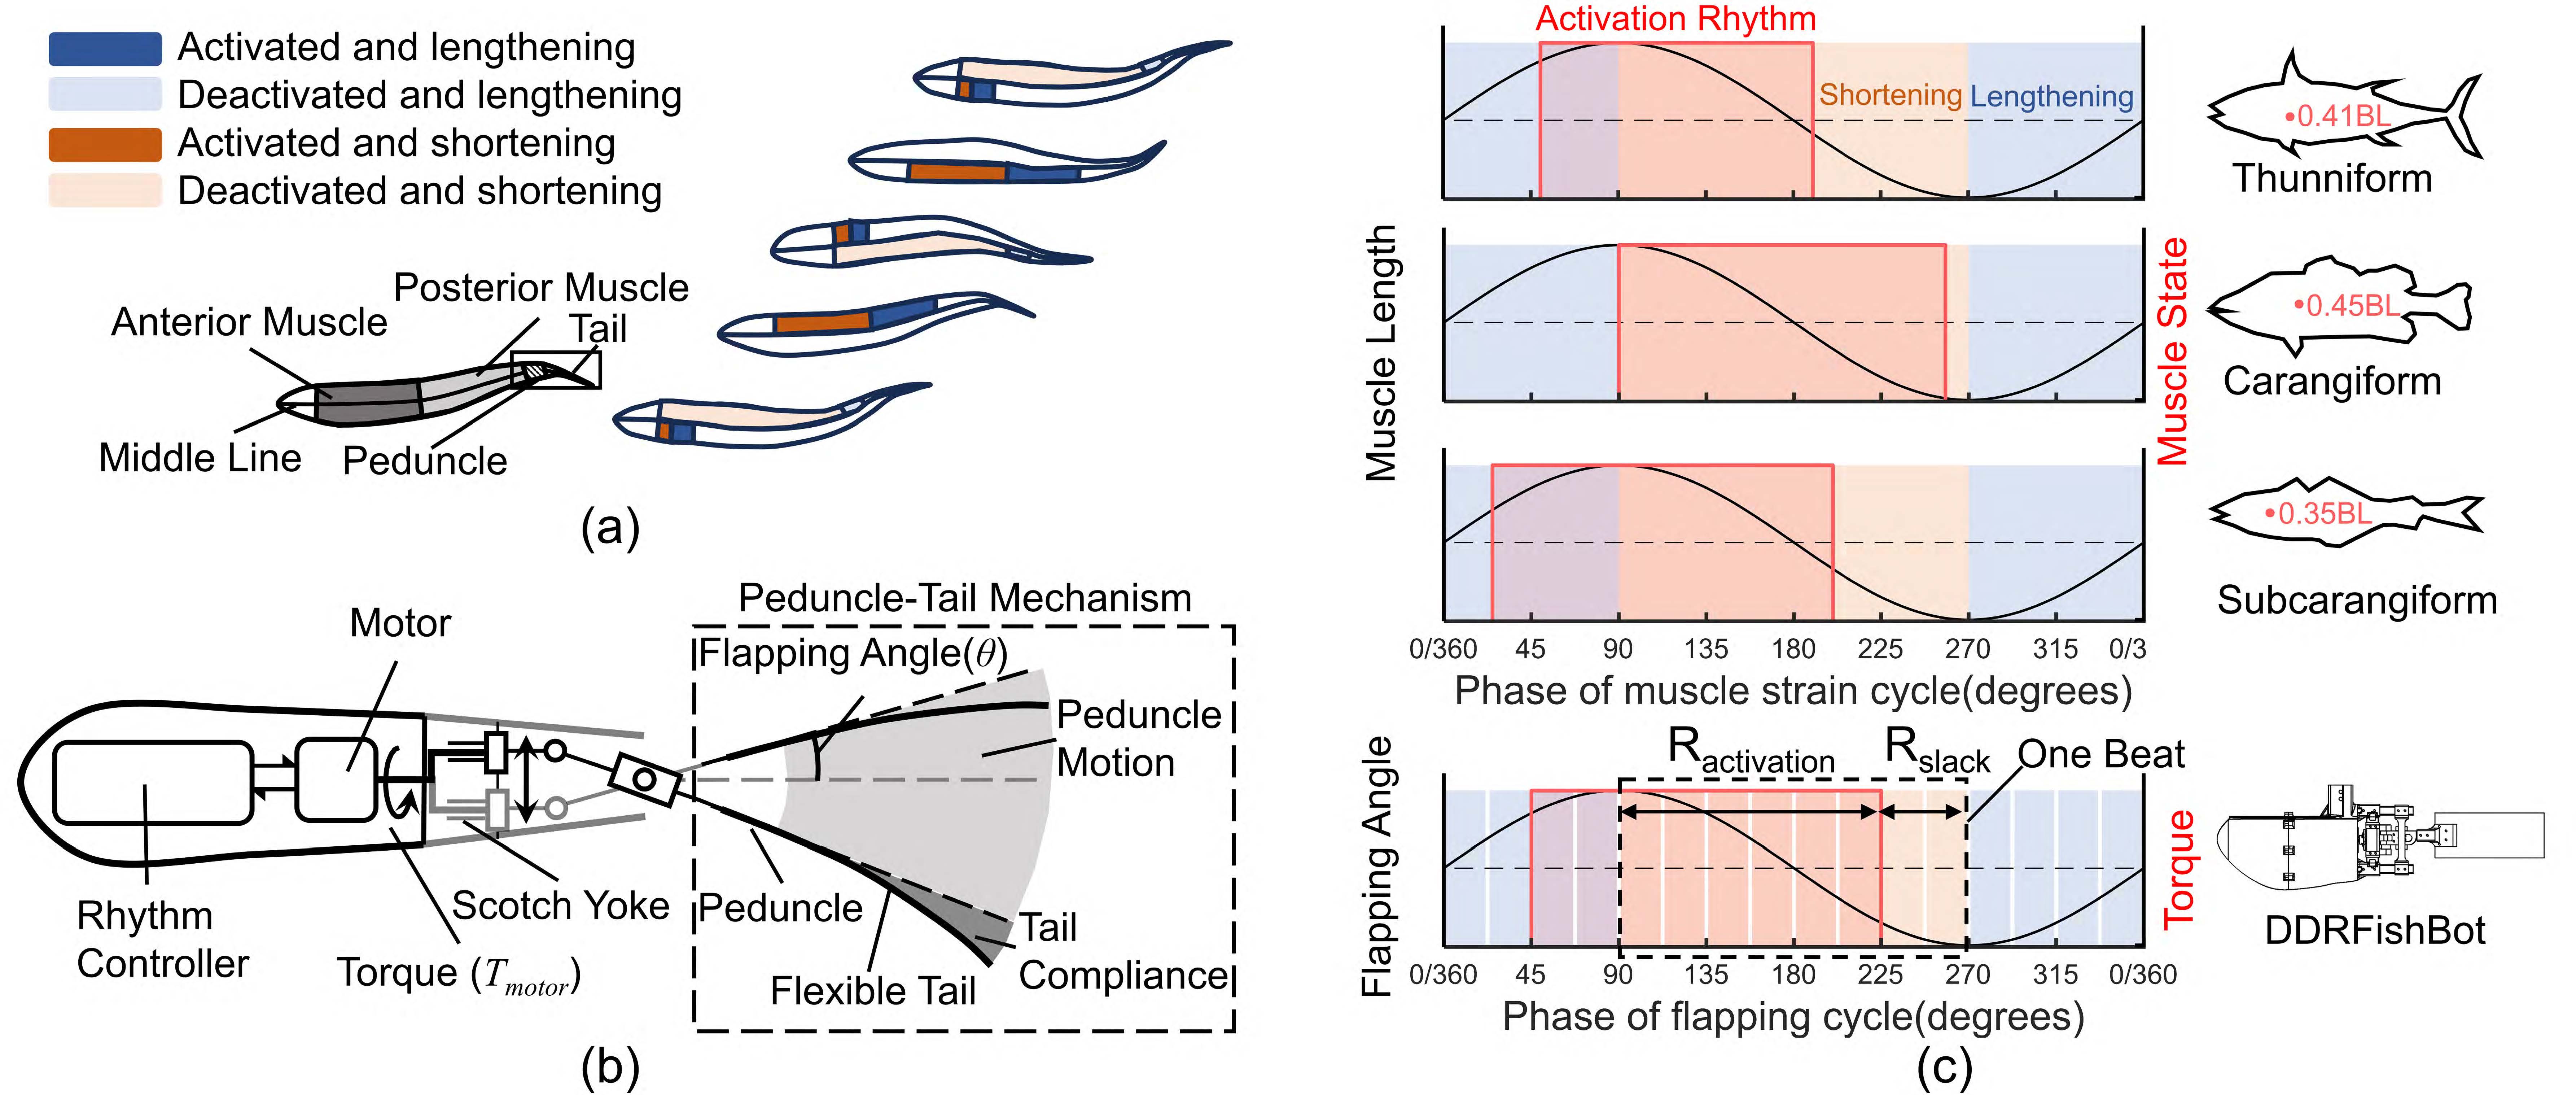 Activated and lengthening
Deactivated and lengthening
Activated and shortening
Deactivated and shortening
Posterior Muscle
Anterior Muscle
Tail
Middle Line
Peduncle
(a)
Motor
Peduncle-Tail Mechanism
Flapping Angle(θ)
Peduncle
Motion
Rhythm
Controller
Scotch Yoke
Torque (Tmotor)
Peduncle
Flexible Tail
Tail
Compliance
(b)
Activation Rhythm
Shortening
Lengthening
0.41BL
Thunniform
Muscle Length
Muscle State
0.45BL
Carangiform
0.35BL
Subcarangiform
0/360 45 90 135 180 225 270 315 0/3
Phase of muscle strain cycle(degrees)
Ractivation
Rslack
One Beat
Flapping Angle
Torque
DDRFishBot
0/360 45 90 135 180 225 270 315 0/360
Phase of flapping cycle(degrees)
(c)